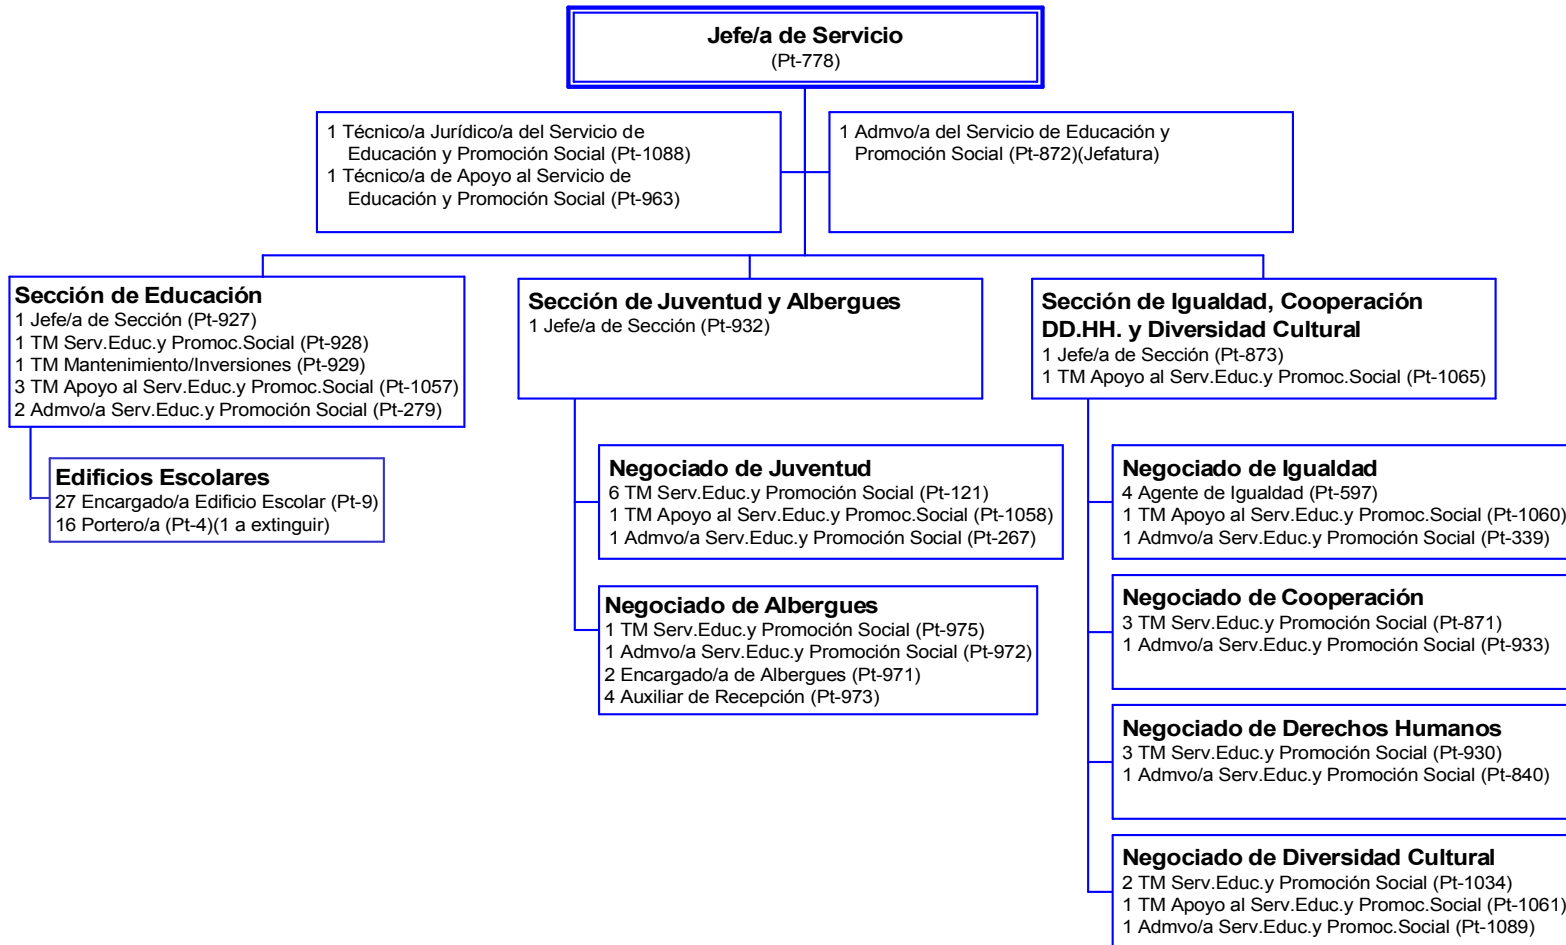 Jefe/a de Servicio
(Pt-778)
1 Técnico/a Jurídico/a del Servicio de
Educación y Promoción Social (Pt-1088)
1 Técnico/a de Apoyo al Servicio de
Educación y Promoción Social (Pt-963)
1 Admvo/a del Servicio de Educación y
Promoción Social (Pt-872)(Jefatura)
Sección de Educación
1 Jefe/a de Sección (Pt-927)
1 TM Serv.Educ.y Promoc.Social (Pt-928)
1 TM Mantenimiento/Inversiones (Pt-929)
3 TM Apoyo al Serv.Educ.y Promoc.Social (Pt-1057)
2 Admvo/a Serv.Educ.y Promoción Social (Pt-279)
Edificios Escolares
27 Encargado/a Edificio Escolar (Pt-9)
16 Portero/a (Pt-4)(1 a extinguir)
Sección de Juventud y Albergues
1 Jefe/a de Sección (Pt-932)
Negociado de Juventud
6 TM Serv.Educ.y Promoción Social (Pt-121)
1 TM Apoyo al Serv.Educ.y Promoc.Social (Pt-1058)
1 Admvo/a Serv.Educ.y Promoción Social (Pt-267)
Negociado de Albergues
1 TM Serv.Educ.y Promoción Social (Pt-975)
1 Admvo/a Serv.Educ.y Promoción Social (Pt-972)
2 Encargado/a de Albergues (Pt-971)
4 Auxiliar de Recepción (Pt-973)
Sección de Igualdad, Cooperación
DD.HH. y Diversidad Cultural
1 Jefe/a de Sección (Pt-873)
1 TM Apoyo al Serv.Educ.y Promoc.Social (Pt-1065)
Negociado de Igualdad
4 Agente de Igualdad (Pt-597)
1 TM Apoyo al Serv.Educ.y Promoc.Social (Pt-1060)
1 Admvo/a Serv.Educ.y Promoción Social (Pt-339)
Negociado de Cooperación
3 TM Serv.Educ.y Promoción Social (Pt-871)
1 Admvo/a Serv.Educ.y Promoción Social (Pt-933)
Negociado de Derechos Humanos
3 TM Serv.Educ.y Promoción Social (Pt-930)
1 Admvo/a Serv.Educ.y Promoción Social (Pt-840)
Negociado de Diversidad Cultural
2 TM Serv.Educ.y Promoción Social (Pt-1034)
1 TM Apoyo al Serv.Educ.y Promoc.Social (Pt-1061)
1 Admvo/a Serv.Educ.y Promoc.Social (Pt-1089)